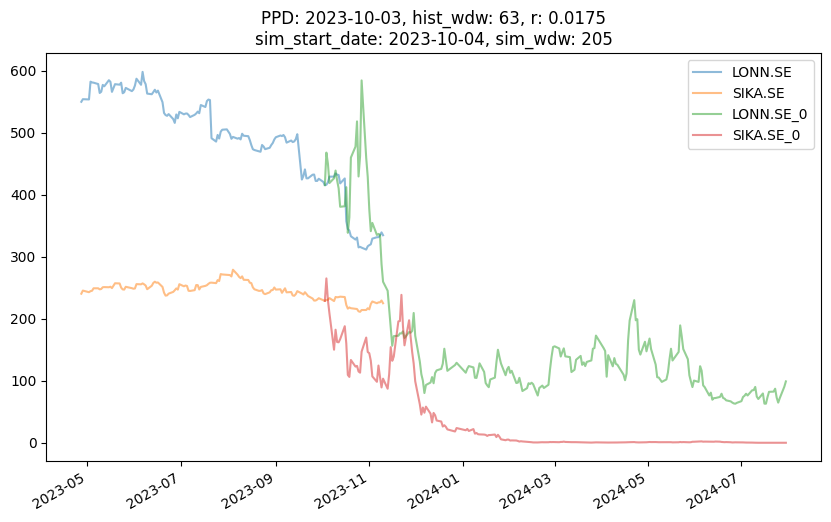 PPD: 2023-10-03, hist_wdw: 63, r: 0.0175
sim_start_date: 2023-10-04, sim_wdw: 205
LONN.SE
SIKA.SE
LONN.SE_0
SIKA.SE_0
600
500
400
300
200
100
0
2023-05
2023-07
2023-09
2023-11
2024-01
2024-03
2024-05
2024-07